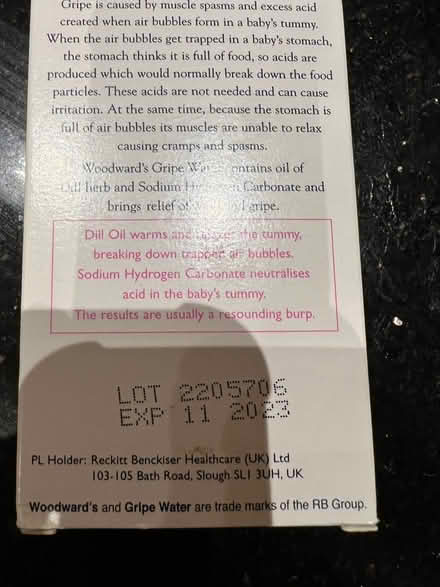 Gripe is caused by muscle spasms and excess acid
created when air bubbles form in a baby's tummy.
When the air bubbles get trapped in a baby's stomach,
the stomach thinks it is full of food, so acids are
produced which would normally break down the food
particles. These acids are not needed and can cause
irritation. At the same time, because the stomach is
full of air bubbles its muscles are unable to relax
causing cramps and spasms.
Woodward's Gripe Water contains oil of
Dill herb and Sodium Hydrogen Carbonate and
brings relief of wind and gripe.
Dill Oil warms and relaxes the tummy,
breaking down trapped air bubbles.
Sodium Hydrogen Carbonate neutralises
acid in the baby's tummy.
The results are usually a resounding burp.
LOT 2205706
EXP 11 2023
PL Holder: Reckitt Benckiser Healthcare (UK) Ltd
103-105 Bath Road, Slough SL1 3UH, UK
Woodward's and Gripe Water are trade marks of the RB Group.